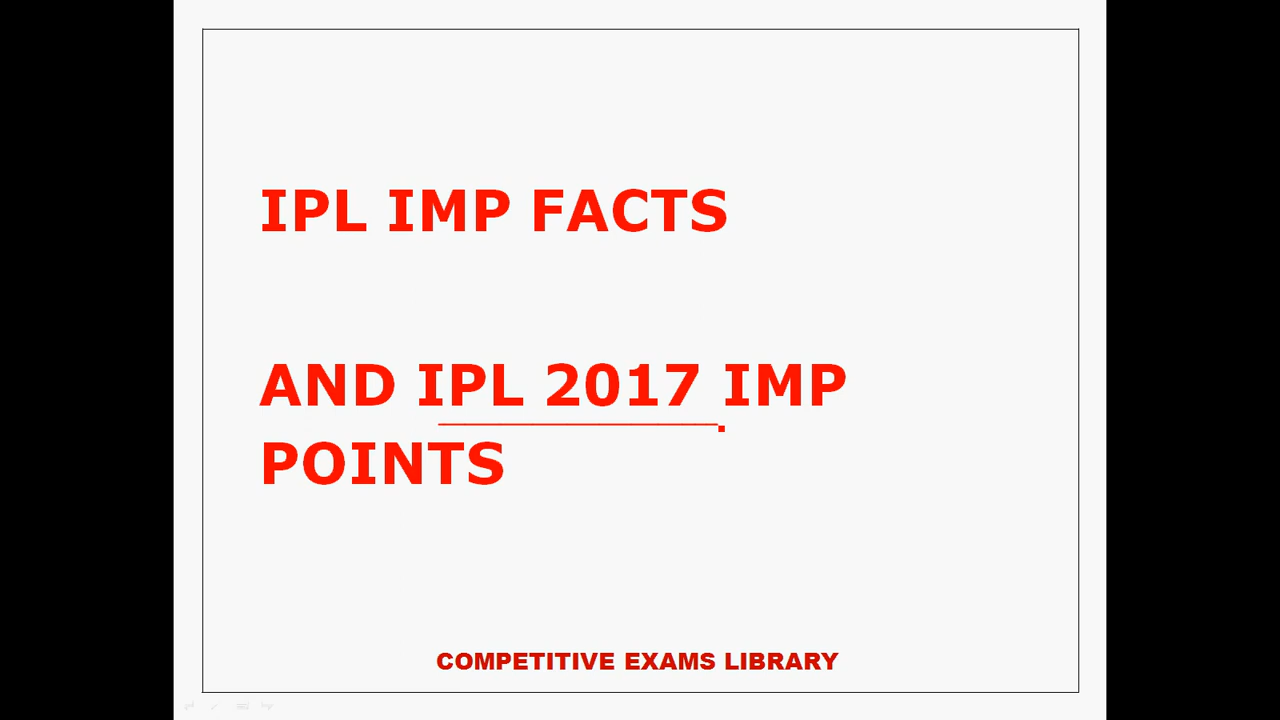 IPL IMP FACTS
AND IPL 2017 IMP
POINTS
COMPETITIVE EXAMS LIBRARY